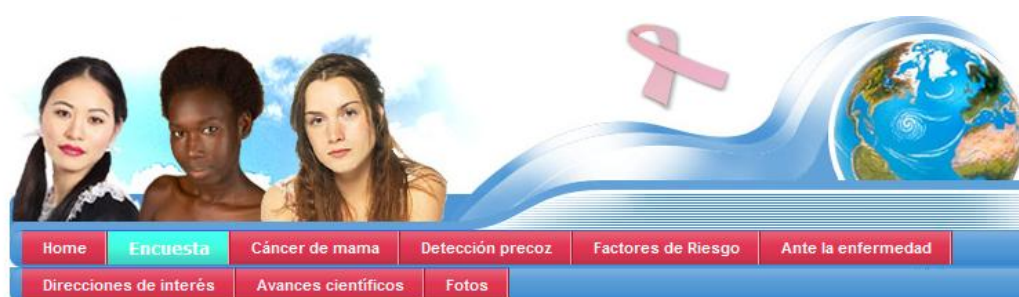 Home Encuesta Cáncer de mama Detección precoz Factores de Riesgo Ante la enfermedad
Direcciones de interés Avances científicos Fotos